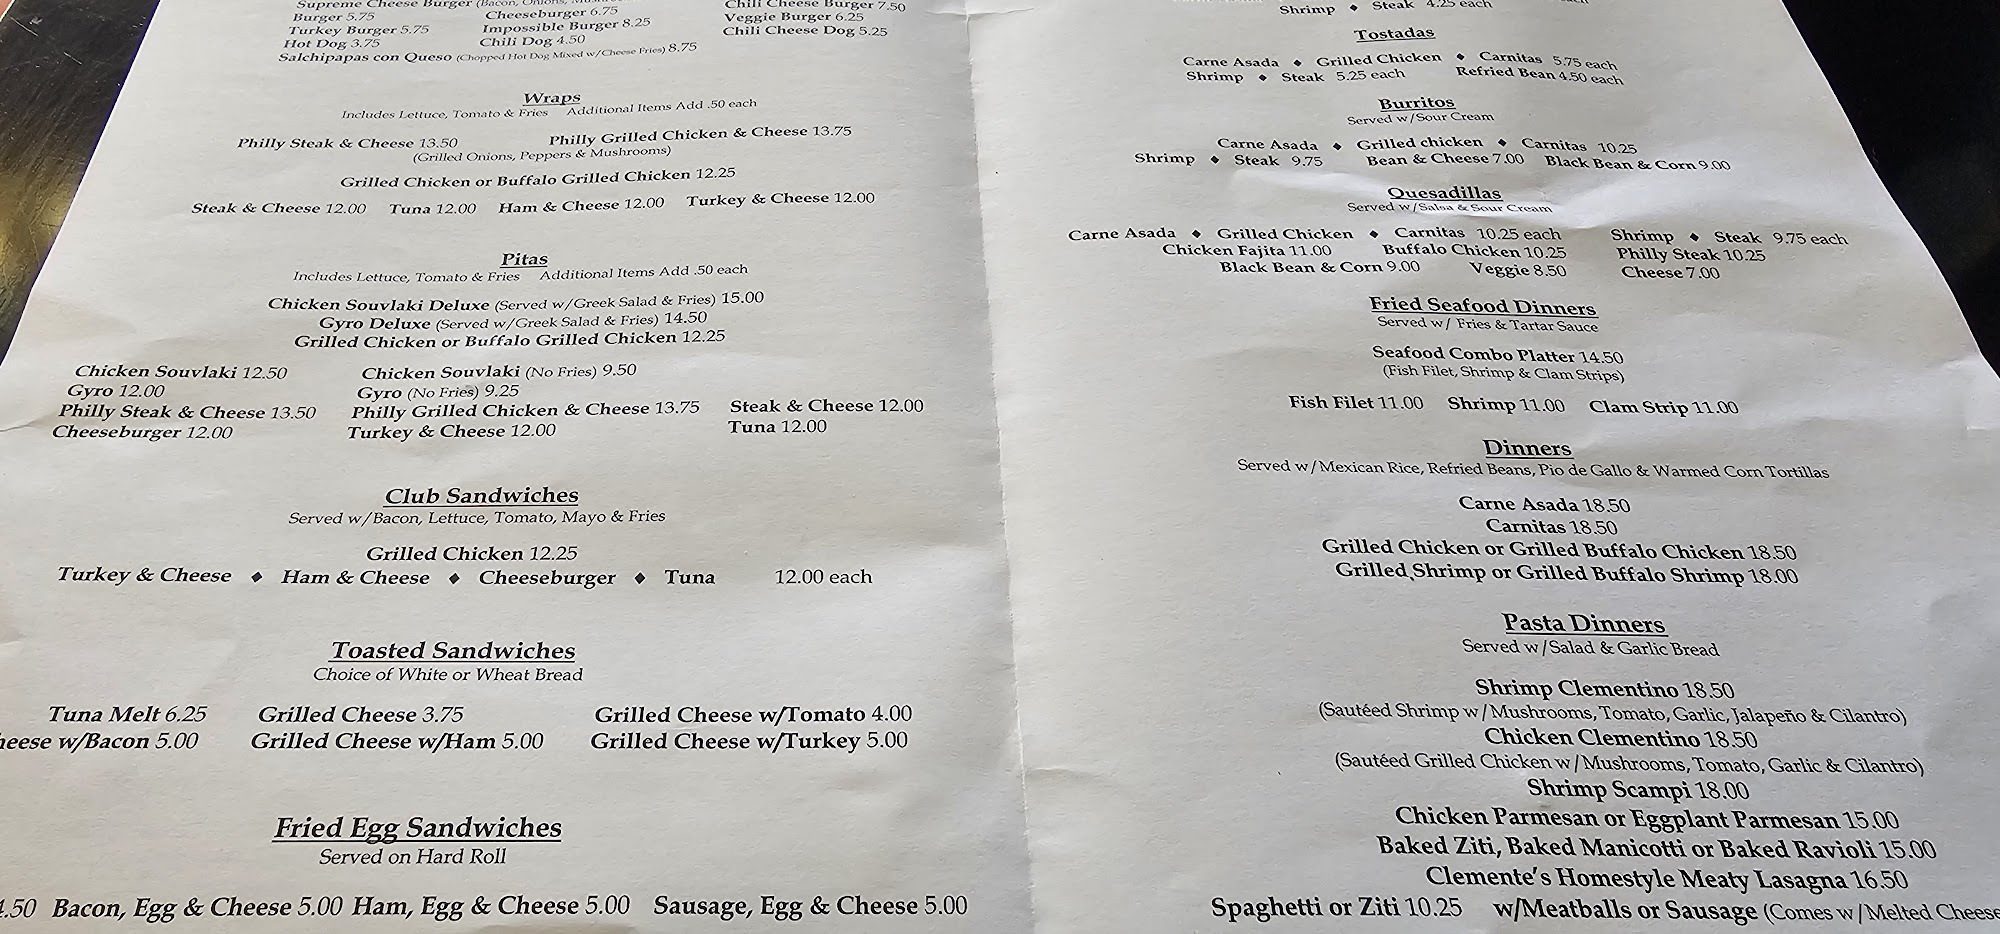 Supreme Cheese Burger (Bacon, Onions,
Burger 5.75 Cheeseburger 6.75 Chili Cheese Burger 7.50
Turkey Burger 5.75 Impossible Burger 8.25 Veggie Burger 6.25
Hot Dog 3.75 Chili Dog 4.50 Chili Cheese Dog 5.25
Salchipapas con Queso (Chopped Hot Dog Mixed w/Cheese Fries) 8.75
Wraps
Includes Lettuce, Tomato & Fries Additional Items Add .50 each
Philly Steak & Cheese 13.50 Philly Grilled Chicken & Cheese 13.75
(Grilled Onions, Peppers & Mushrooms)
Grilled Chicken or Buffalo Grilled Chicken 12.25
Steak & Cheese 12.00 Tuna 12.00 Ham & Cheese 12.00 Turkey & Cheese 12.00
Pitas
Includes Lettuce, Tomato & Fries Additional Items Add .50 each
Chicken Souvlaki Deluxe (Served w/Greek Salad & Fries) 15.00
Gyro Deluxe (Served w/Greek Salad & Fries) 14.50
Grilled Chicken or Buffalo Grilled Chicken 12.25
Chicken Souvlaki 12.50 Chicken Souvlaki (No Fries) 9.50
Gyro 12.00 Gyro (No Fries) 9.25
Philly Steak & Cheese 13.50 Philly Grilled Chicken & Cheese 13.75 Steak & Cheese 12.00
Cheeseburger 12.00 Turkey & Cheese 12.00 Tuna 12.00
Club Sandwiches
Served w/Bacon, Lettuce, Tomato, Mayo & Fries
Grilled Chicken 12.25
Turkey & Cheese ♦ Ham & Cheese ♦ Cheeseburger ♦ Tuna 12.00 each
Toasted Sandwiches
Choice of White or Wheat Bread
Tuna Melt 6.25 Grilled Cheese 3.75 Grilled Cheese w/Tomato 4.00
heese w/Bacon 5.00 Grilled Cheese w/Ham 5.00 Grilled Cheese w/Turkey 5.00
Fried Egg Sandwiches
Served on Hard Roll
.50 Bacon, Egg & Cheese 5.00 Ham, Egg & Cheese 5.00 Sausage, Egg & Cheese 5.00
Shrimp ♦ Steak 4.25 each
Tostadas
Carne Asada ♦ Grilled Chicken ♦ Carnitas 5.75 each
Shrimp ♦ Steak 5.25 each Refried Bean 4.50 each
Burritos
Served w/Sour Cream
Carne Asada ♦ Grilled chicken ♦ Carnitas 10.25
Shrimp ♦ Steak 9.75 Bean & Cheese 7.00 Black Bean & Corn 9.00
Quesadillas
Served w/Salsa & Sour Cream
Carne Asada ♦ Grilled Chicken ♦ Carnitas 10.25 each Shrimp ♦ Steak 9.75 each
Chicken Fajita 11.00 Buffalo Chicken 10.25 Philly Steak 10.25
Black Bean & Corn 9.00 Veggie 8.50 Cheese 7.00
Fried Seafood Dinners
Served w/ Fries & Tartar Sauce
Seafood Combo Platter 14.50
(Fish Filet, Shrimp & Clam Strips)
Fish Filet 11.00 Shrimp 11.00 Clam Strip 11.00
Dinners
Served w/Mexican Rice, Refried Beans, Pio de Gallo & Warmed Corn Tortillas
Carne Asada 18.50
Carnitas 18.50
Grilled Chicken or Grilled Buffalo Chicken 18.50
Grilled Shrimp or Grilled Buffalo Shrimp 18.00
Pasta Dinners
Served w/Salad & Garlic Bread
Shrimp Clementino 18.50
(Sautéed Shrimp w/Mushrooms, Tomato, Garlic, Jalapeño & Cilantro)
Chicken Clementino 18.50
(Sautéed Grilled Chicken w/Mushrooms, Tomato, Garlic & Cilantro)
Shrimp Scampi 18.00
Chicken Parmesan or Eggplant Parmesan 15.00
Baked Ziti, Baked Manicotti or Baked Ravioli 15.00
Clemente's Homestyle Meaty Lasagna 16.50
Spaghetti or Ziti 10.25 w/Meatballs or Sausage (Comes w/Melted Cheese